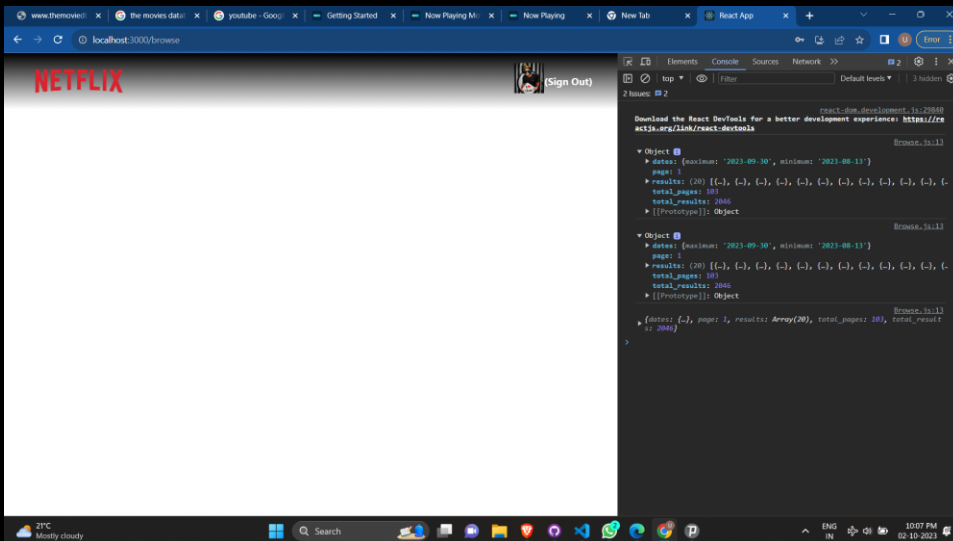 www.themovied
the movies datab
youtube - Goog
Getting Started
Now Playing Mo
Now Playing
New Tab
React App
localhost:3000/browse
Error
NETFLIX
(Sign Out)
Elements Console Sources Network
2
top
Filter
Default levels
3 hidden
2 Issues: 2
react-dom.development.js:29840
Download the React DevTools for a better development experience: https://re
actjs.org/link/react-devtools
Browse.js:13
Object
dates: {maximum: '2023-09-30', minimum: '2023-08-13'}
page: 1
results: (20) [{…}, {…}, {…}, {…}, {…}, {…}, {…}, {…}, {…}, {…}, {…}, {…
total_pages: 103
total_results: 2046
[[Prototype]]: Object
Browse.js:13
Object
dates: {maximum: '2023-09-30', minimum: '2023-08-13'}
page: 1
results: (20) [{…}, {…}, {…}, {…}, {…}, {…}, {…}, {…}, {…}, {…}, {…}, {…
total_pages: 103
total_results: 2046
[[Prototype]]: Object
Browse.js:13
{dates: {…}, page: 1, results: Array(20), total_pages: 103, total_result
s: 2046}
21°C
Mostly cloudy
Search
ENG
IN
10:07 PM
02-10-2023